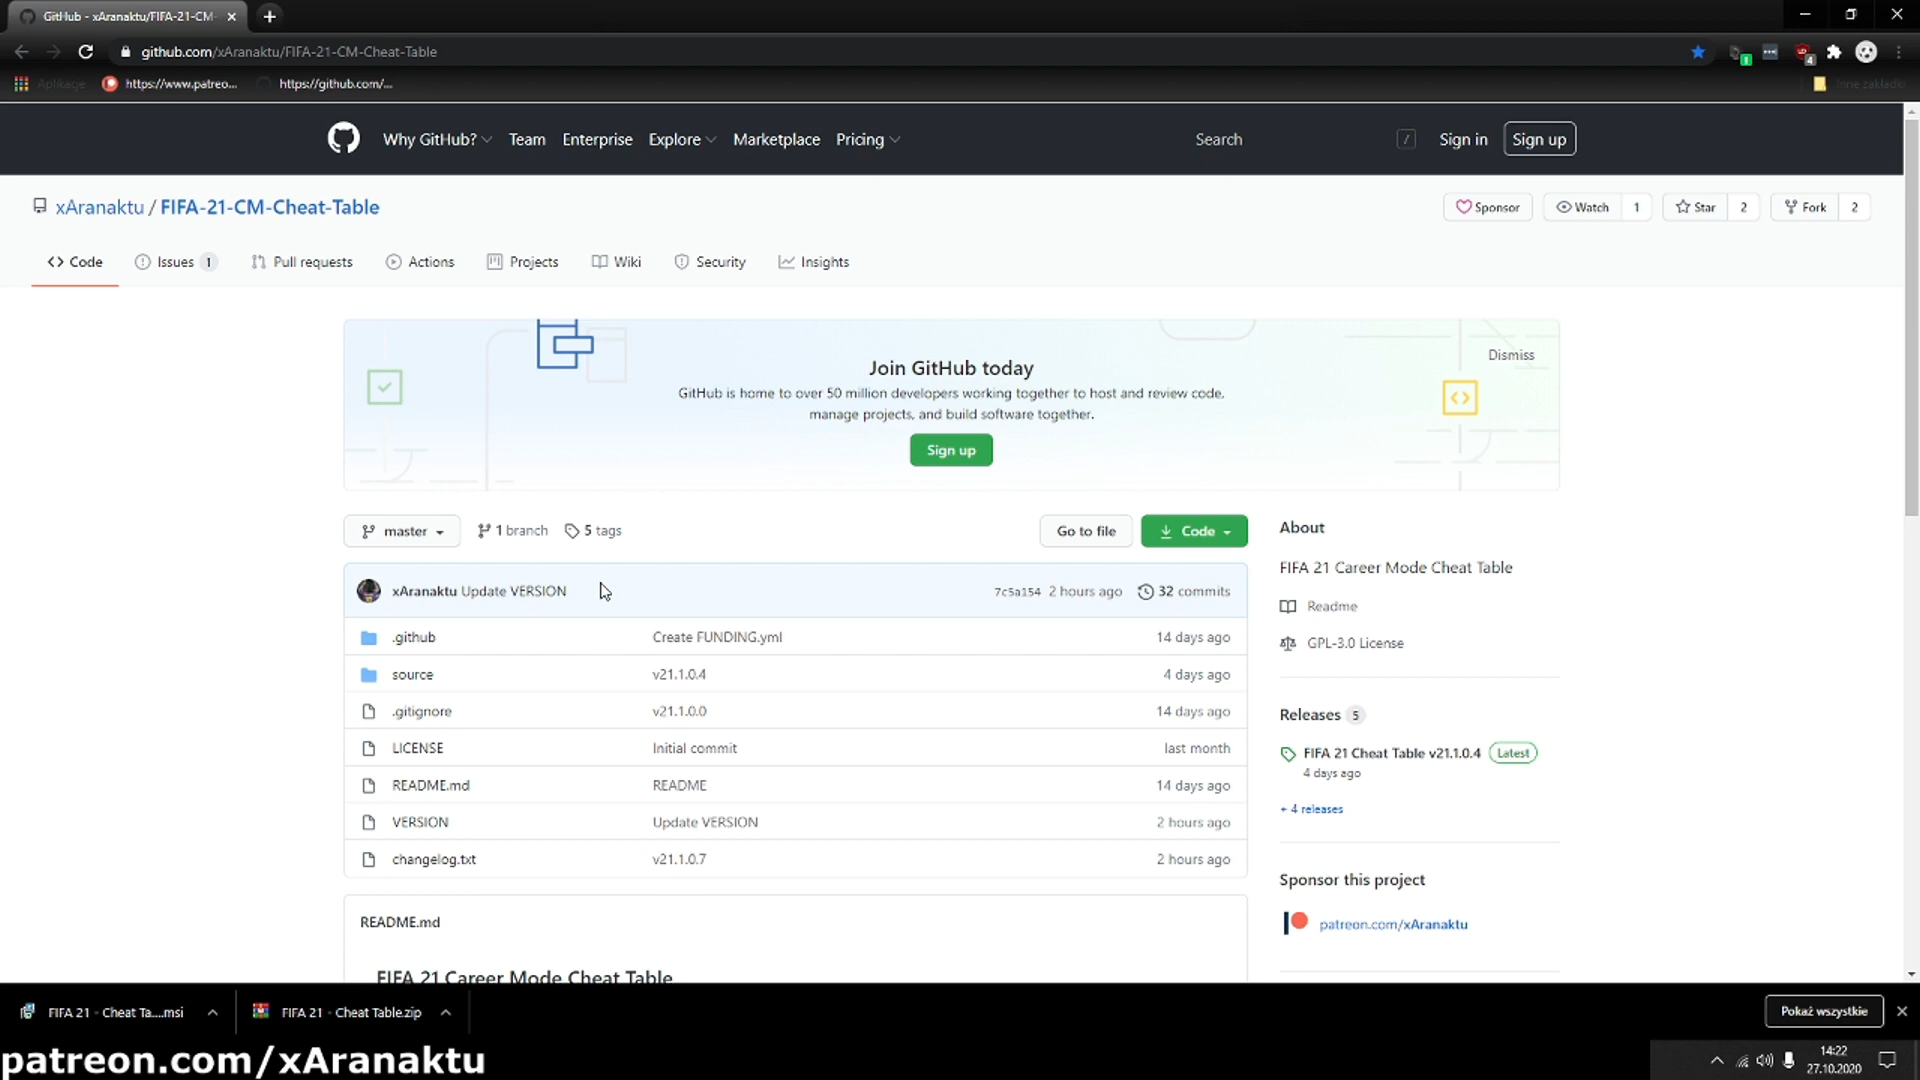 GitHub - xAranaktu/FIFA-21-CM-
github.com/xAranaktu/FIFA-21-CM-Cheat-Table
1
4
Aplikacje
https://www.patreo...
https://github.com/...
Inne zakładki
Why GitHub?
Team
Enterprise
Explore
Marketplace
Pricing
Search
/
Sign in
Sign up
xAranaktu / FIFA-21-CM-Cheat-Table
Sponsor
Watch 1
Star 2
Fork 2
Code
Issues 1
Pull requests
Actions
Projects
Wiki
Security
Insights
Join GitHub today
Dismiss
GitHub is home to over 50 million developers working together to host and review code,
manage projects, and build software together.
Sign up
master
1 branch
5 tags
Go to file
Code
xAranaktu Update VERSION 7c5a154 2 hours ago 32 commits
.github Create FUNDING.yml 14 days ago
source v21.1.0.4 4 days ago
.gitignore v21.1.0.0 14 days ago
LICENSE Initial commit last month
README.md README 14 days ago
VERSION Update VERSION 2 hours ago
changelog.txt v21.1.0.7 2 hours ago
README.md
FIFA 21 Career Mode Cheat Table
About
FIFA 21 Career Mode Cheat Table
Readme
GPL-3.0 License
Releases 5
FIFA 21 Cheat Table v21.1.0.4 Latest
4 days ago
+ 4 releases
Sponsor this project
patreon.com/xAranaktu
FIFA 21 - Cheat Ta....msi
FIFA 21 - Cheat Table.zip
Pokaż wszystkie
patreon.com/xAranaktu
14:22
27.10.2020